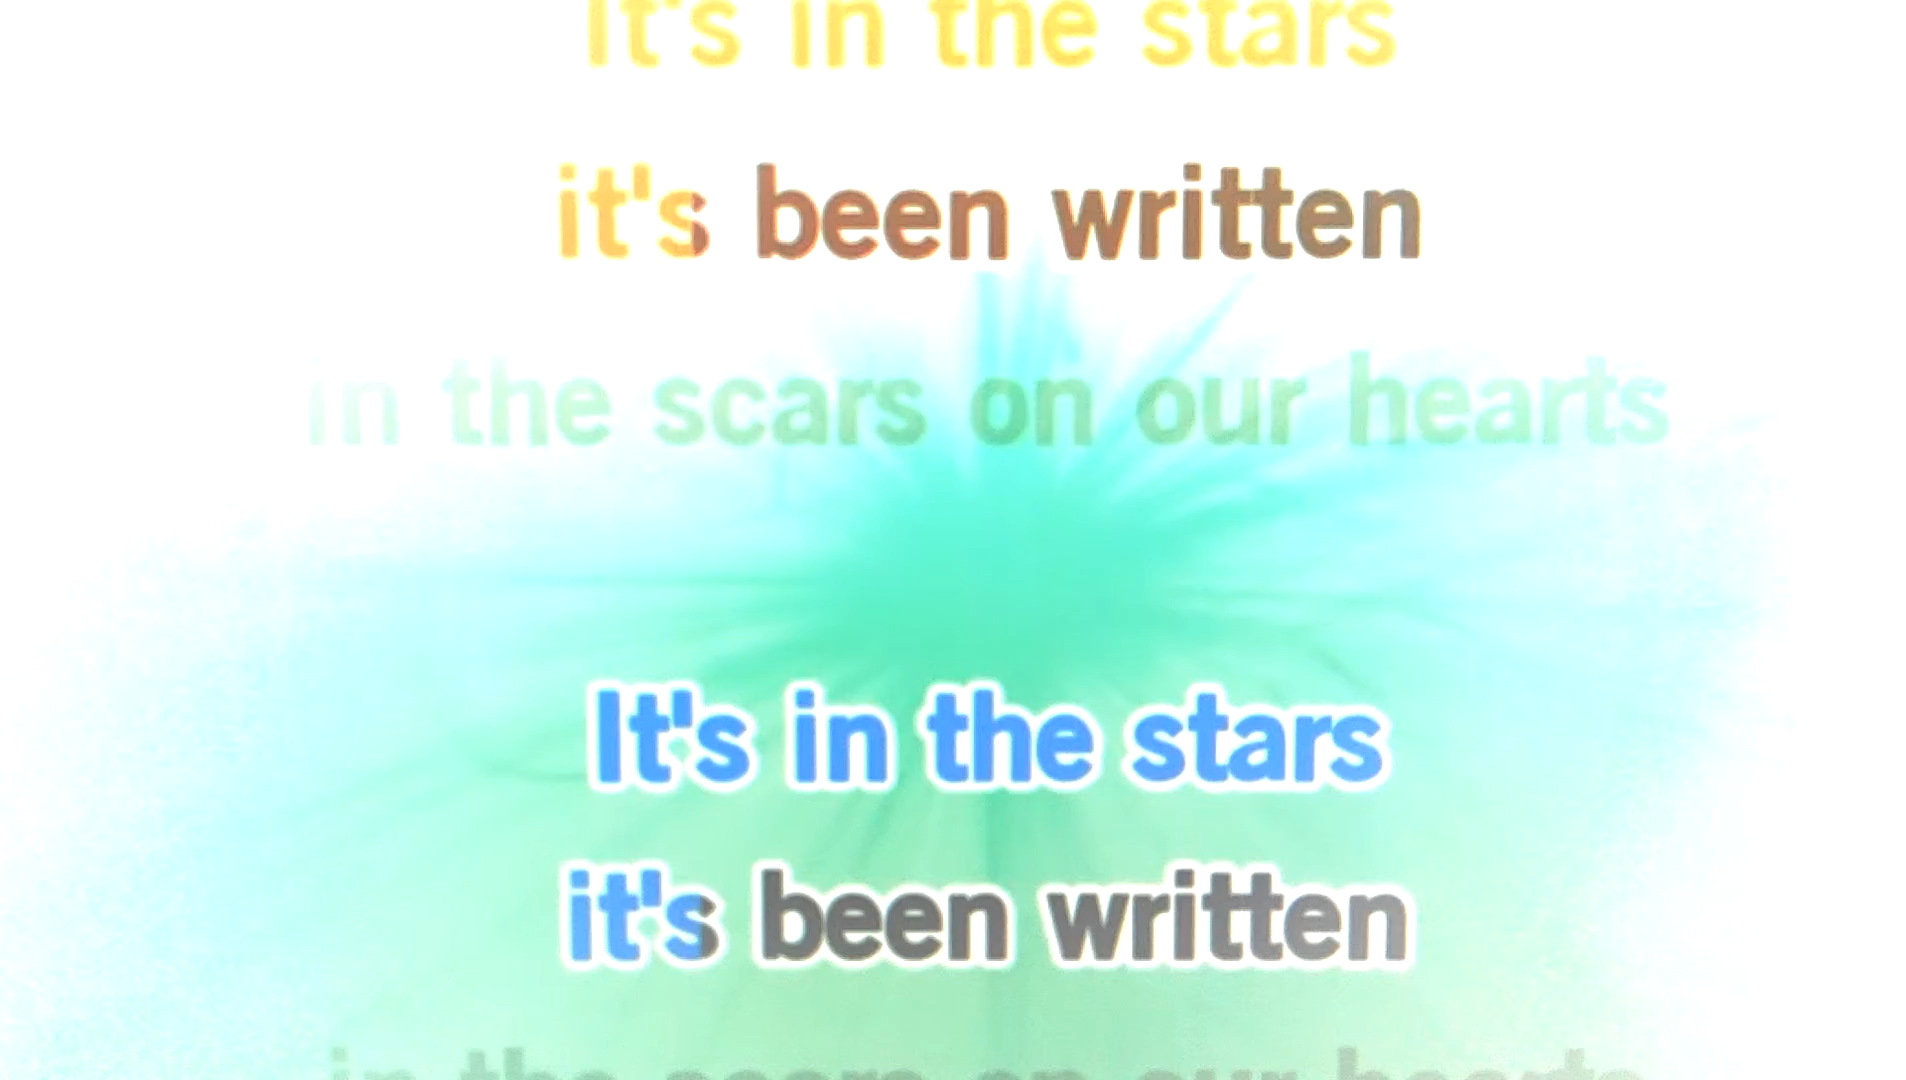 It's in the stars
it's been written
in the scars on our hearts
It's in the stars
it's been written
in the scars on our hearts